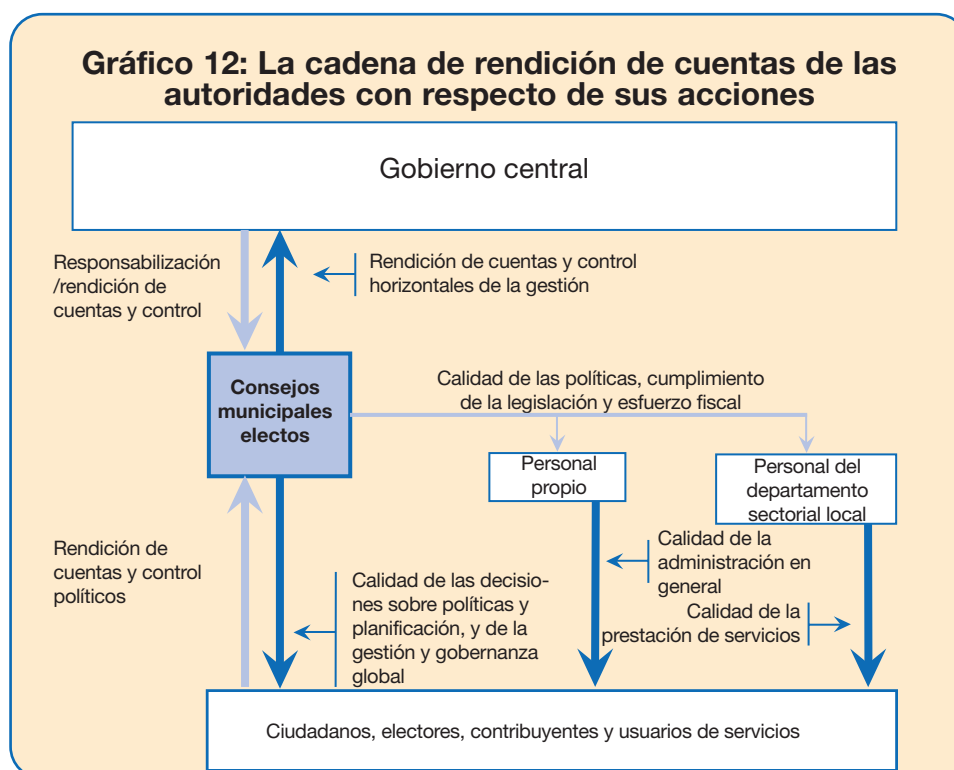 Gráfico 12: La cadena de rendición de cuentas de las
autoridades con respecto de sus acciones
Gobierno central
Responsabilización
/rendición de
cuentas y control
Rendición de cuentas y control
horizontales de la gestión
Consejos
municipales
electos
Calidad de las políticas, cumplimiento
de la legislación y esfuerzo fiscal
Personal
propio
Personal del
departamento
sectorial local
Rendición de
cuentas y control
políticos
Calidad de las decisio-
nes sobre políticas y
planificación, y de la
gestión y gobernanza
global
Calidad de la
administración en
general
Calidad de la
prestación de servicios
Ciudadanos, electores, contribuyentes y usuarios de servicios